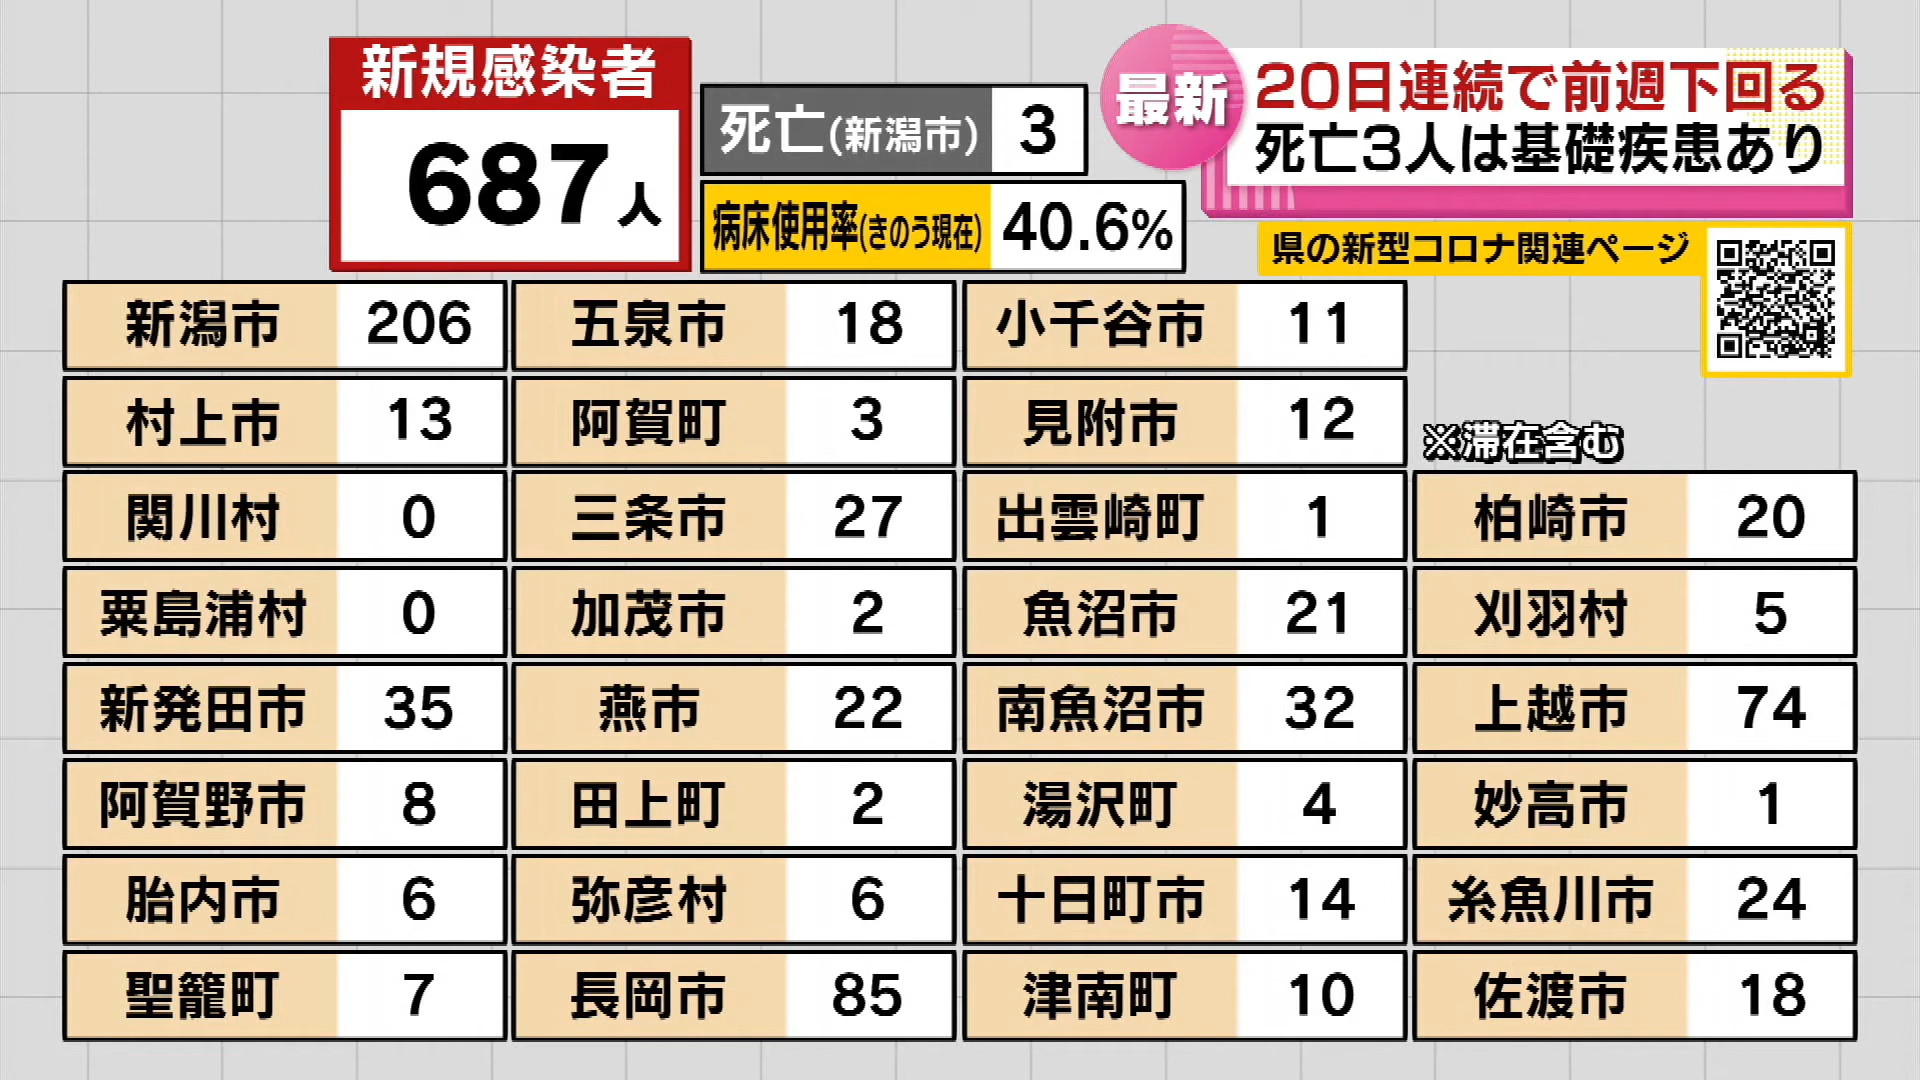 新規感染者
687人
死亡(新潟市) 3
病床使用率(きのう現在) 40.6%
最新
20日連続で前週下回る
死亡3人は基礎疾患あり
県の新型コロナ関連ページ
新潟市 206
村上市 13
関川村 0
粟島浦村 0
新発田市 35
阿賀野市 8
胎内市 6
聖籠町 7
五泉市 18
阿賀町 3
三条市 27
加茂市 2
燕市 22
田上町 2
弥彦村 6
長岡市 85
小千谷市 11
見附市 12
出雲崎町 1
魚沼市 21
南魚沼市 32
湯沢町 4
十日町市 14
津南町 10
※滞在含む
柏崎市 20
刈羽村 5
上越市 74
妙高市 1
糸魚川市 24
佐渡市 18